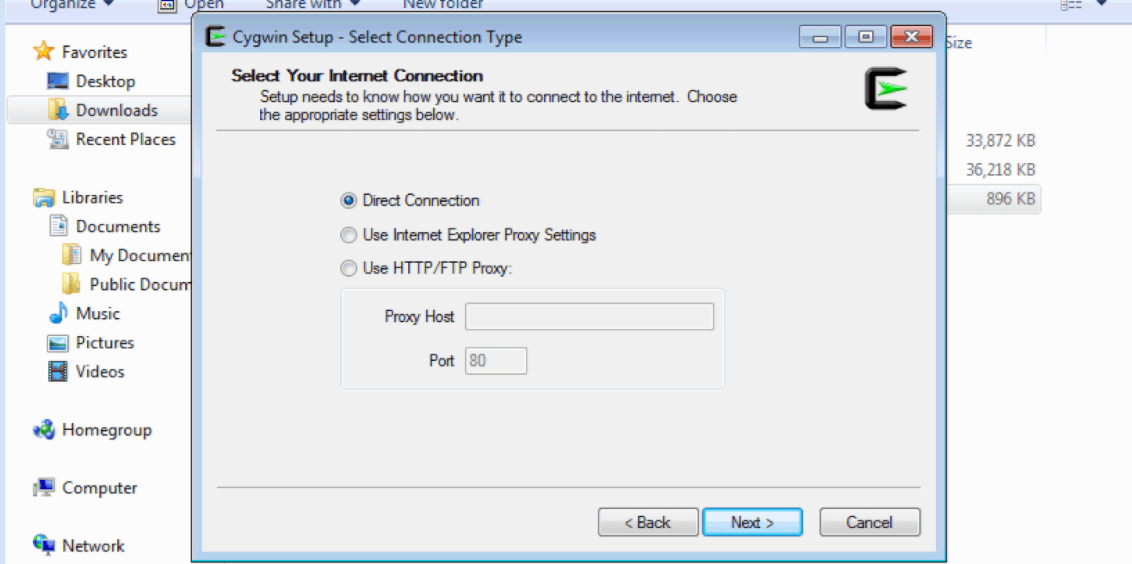 Organize
Open
Share with
New folder
Cygwin Setup - Select Connection Type
Size
Favorites
Desktop
Downloads
Recent Places
Libraries
Documents
My Documen
Public Docum
Music
Pictures
Videos
Homegroup
Computer
Network
Select Your Internet Connection
Setup needs to know how you want it to connect to the internet. Choose
the appropriate settings below.
Direct Connection
Use Internet Explorer Proxy Settings
Use HTTP/FTP Proxy:
Proxy Host
Port 80
< Back
Next >
Cancel
33,872 KB
36,218 KB
896 KB